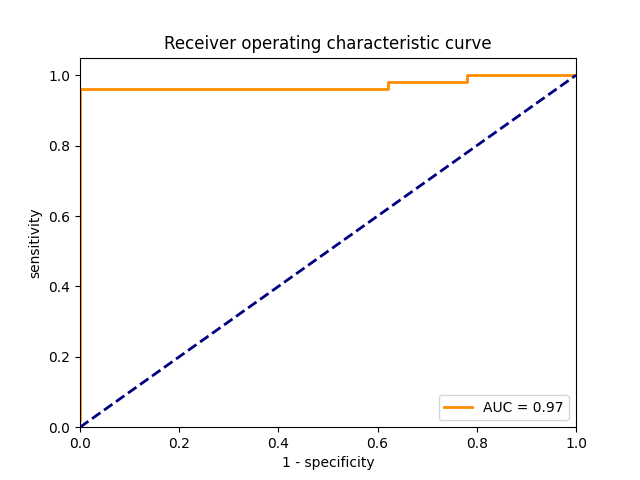 Receiver operating characteristic curve
1.0
0.8
0.6
0.4
0.2
0.0
sensitivity
AUC = 0.97
0.0 0.2 0.4 0.6 0.8 1.0
1 - specificity